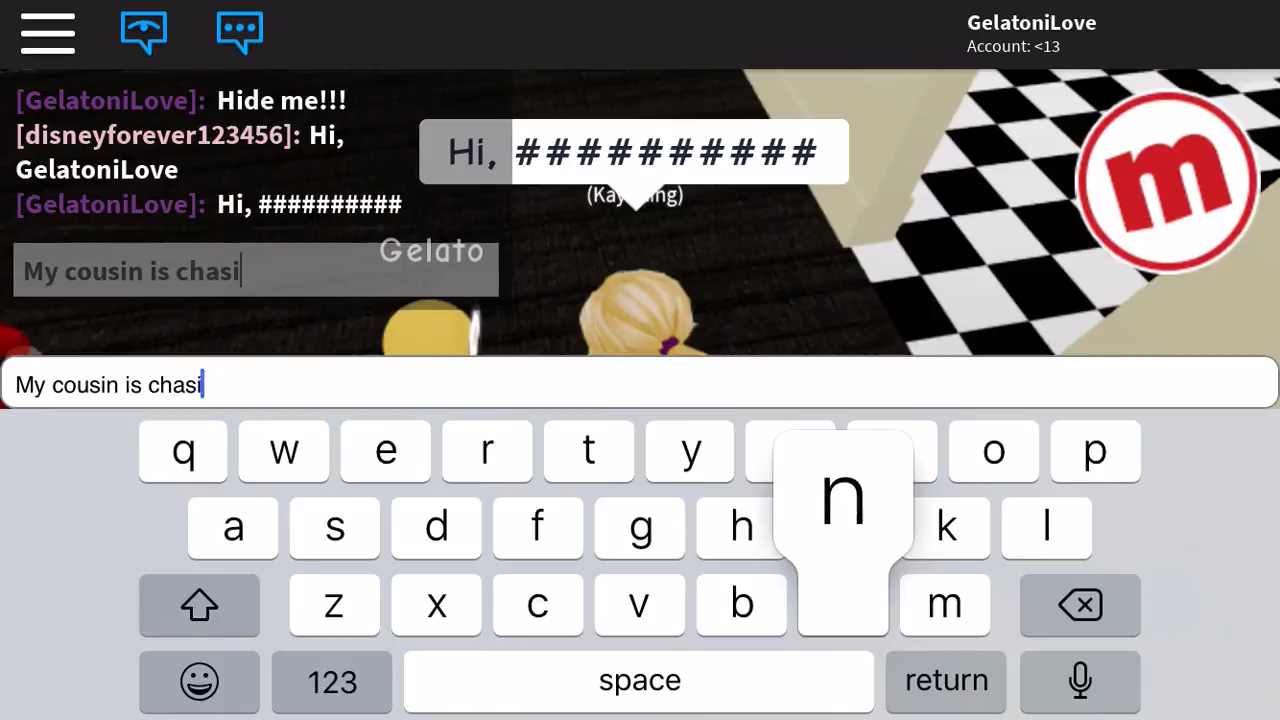 GelatoniLove
Account: <13
[GelatoniLove]: Hide me!!!
[disneyforever123456]: Hi,
GelatoniLove
[GelatoniLove]: Hi, ##########
Hi, ##########
m
Gelato
My cousin is chasi
My cousin is chasi
q w e r t y o p
a s d f g h k l
n
z x c v b m
123 space return